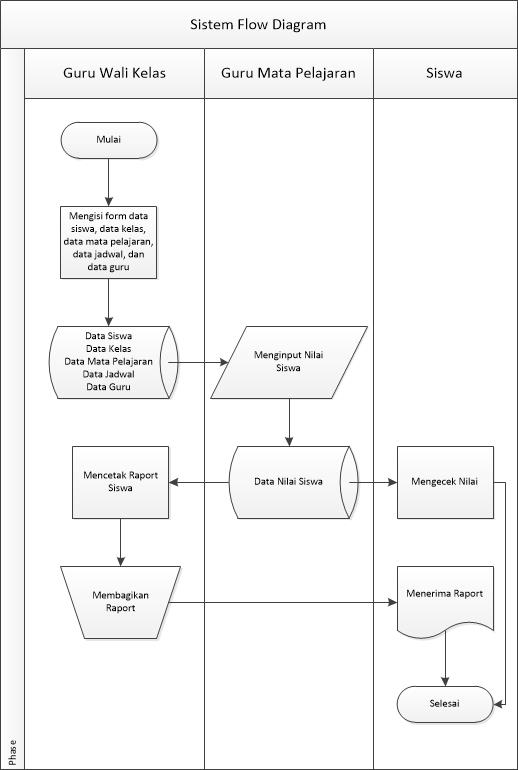 Sistem Flow Diagram
Guru Wali Kelas
Guru Mata Pelajaran
Siswa
Mulai
Mengisi form data
siswa, data kelas,
data mata pelajaran,
data jadwal, dan
data guru
Data Siswa
Data Kelas
Data Mata Pelajaran
Data Jadwal
Data Guru
Menginput Nilai
Siswa
Mencetak Raport
Siswa
Data Nilai Siswa
Mengecek Nilai
Membagikan
Raport
Menerima Raport
Selesai
Phase